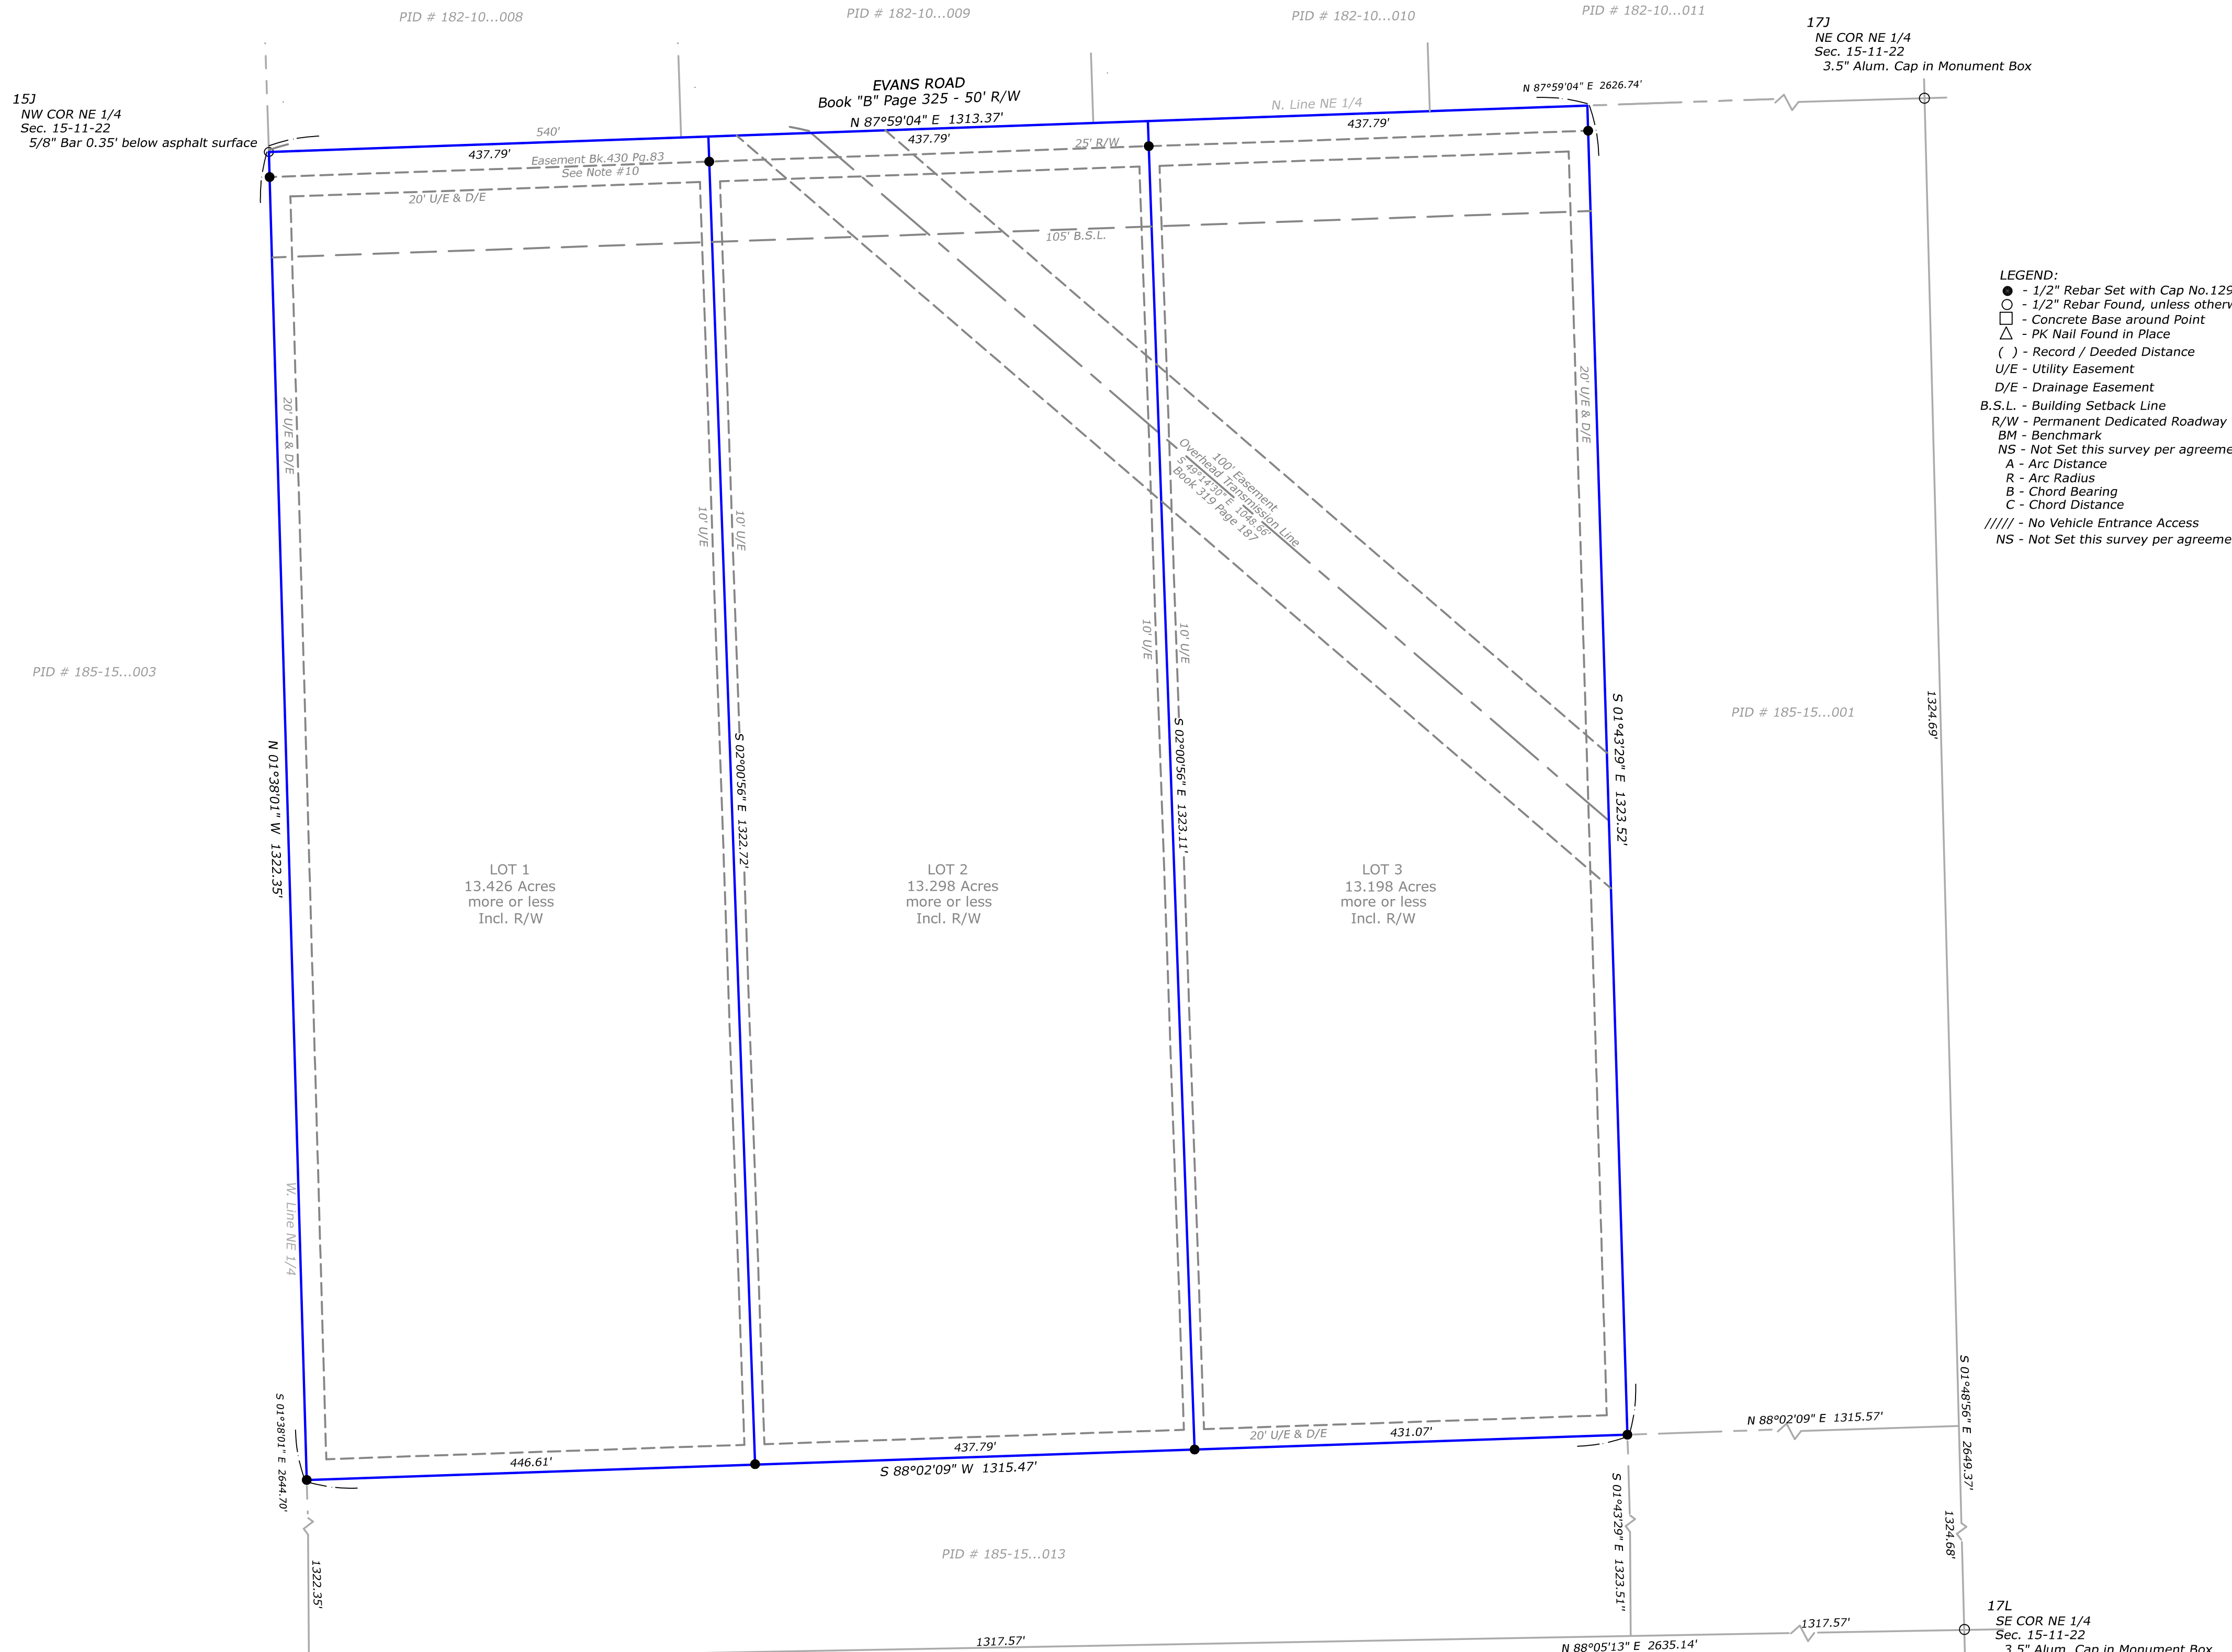 PID # 182-10...008
PID # 182-10...009
PID # 182-10...010
PID # 182-10...011
17J
NE COR NE 1/4
Sec. 15-11-22
3.5" Alum. Cap in Monument Box
15J
NW COR NE 1/4
Sec. 15-11-22
5/8" Bar 0.35' below asphalt surface
EVANS ROAD
Book "B" Page 325 - 50' R/W
N 87°59'04" E 1313.37'
N. Line NE 1/4
N 87°59'04" E 2626.74'
540'
437.79'
437.79'
437.79'
Easement Bk.430 Pg.83
See Note #10
25' R/W
20' U/E & D/E
105' B.S.L.
LEGEND:
- 1/2" Rebar Set with Cap No.129
- 1/2" Rebar Found, unless otherw
- Concrete Base around Point
- PK Nail Found in Place
( ) - Record / Deeded Distance
U/E - Utility Easement
D/E - Drainage Easement
B.S.L. - Building Setback Line
R/W - Permanent Dedicated Roadway
BM - Benchmark
NS - Not Set this survey per agreeme
A - Arc Distance
R - Arc Radius
B - Chord Bearing
C - Chord Distance
///// - No Vehicle Entrance Access
NS - Not Set this survey per agreeme
20' U/E & D/E
20' U/E & D/E
100' Easement
Overhead Transmission Line
S 49°14'30" E 1048.66'
Book 319 Page 187
10' U/E
10' U/E
10' U/E
10' U/E
PID # 185-15...003
PID # 185-15...001
N 01°38'01" W 1322.35'
S 02°00'56" E 1322.72'
S 02°00'56" E 1323.11'
S 01°43'29" E 1323.52'
1324.69'
LOT 1
13.426 Acres
more or less
Incl. R/W
LOT 2
13.298 Acres
more or less
Incl. R/W
LOT 3
13.198 Acres
more or less
Incl. R/W
W. Line NE 1/4
S 01°38'01" E 2644.70'
446.61'
437.79'
S 88°02'09" W 1315.47'
20' U/E & D/E
431.07'
N 88°02'09" E 1315.57'
S 01°48'56" E 2649.37'
1324.68'
S 01°43'29" E 1323.51"
1322.35'
PID # 185-15...013
1317.57'
N 88°05'13" E 2635.14'
1317.57'
17L
SE COR NE 1/4
Sec. 15-11-22
3.5" Alum. Cap in Monument Box